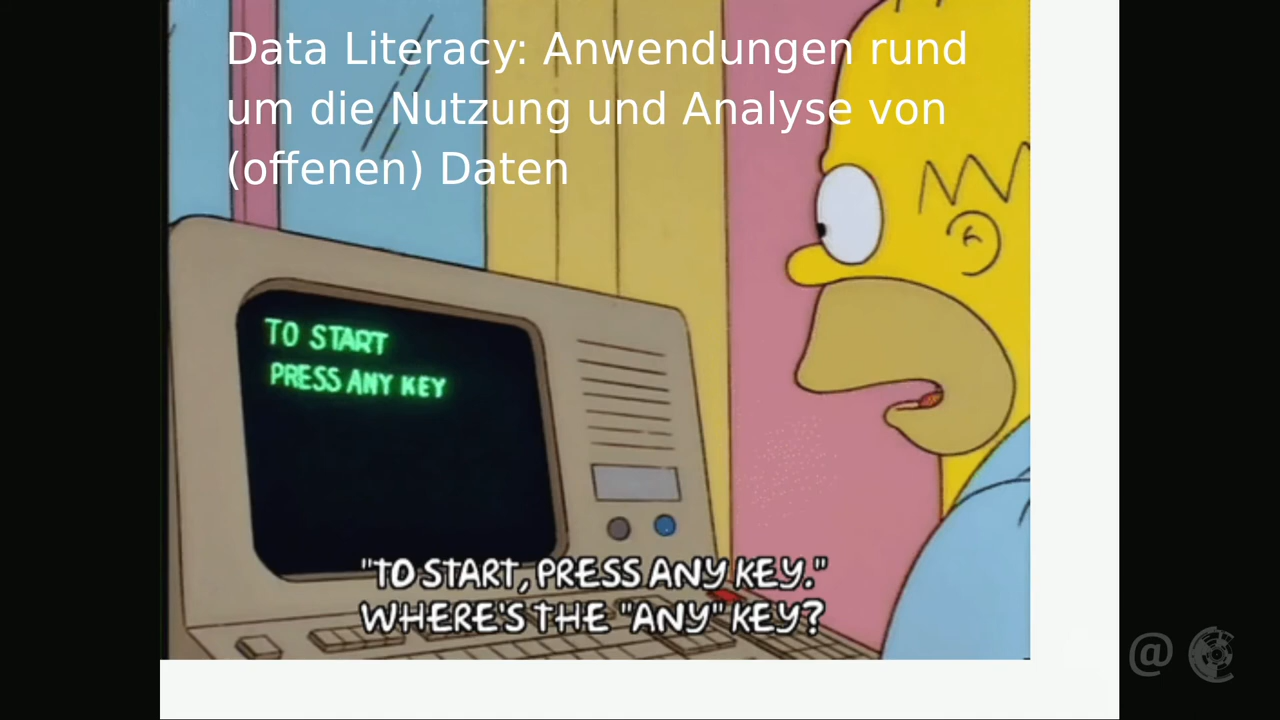 Data Literacy: Anwendungen rund
um die Nutzung und Analyse von
(offenen) Daten
TO START
PRESS ANY KEY
"TO START, PRESS ANY KEY."
WHERE'S THE "ANY" KEY?
@